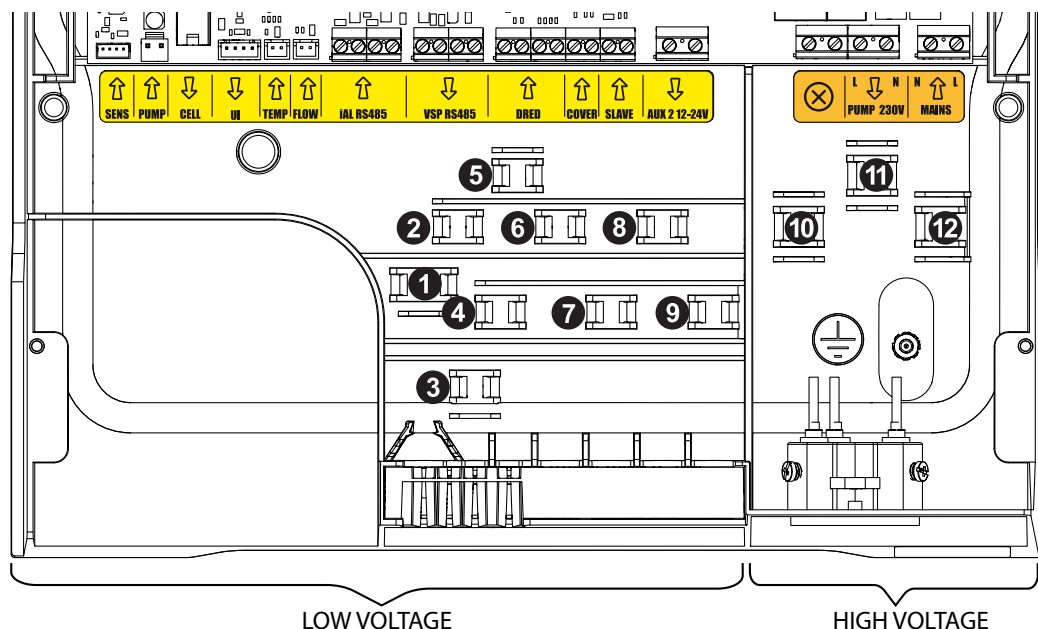 L N N L
SENS PUMP CELL UI TEMP FLOW iAL RS485 VSP RS485 DRED COVER SLAVE AUX 2 12-24V PUMP 230V MAINS
5
11
2 6 8 10 12
1
4 7 9
3
LOW VOLTAGE HIGH VOLTAGE